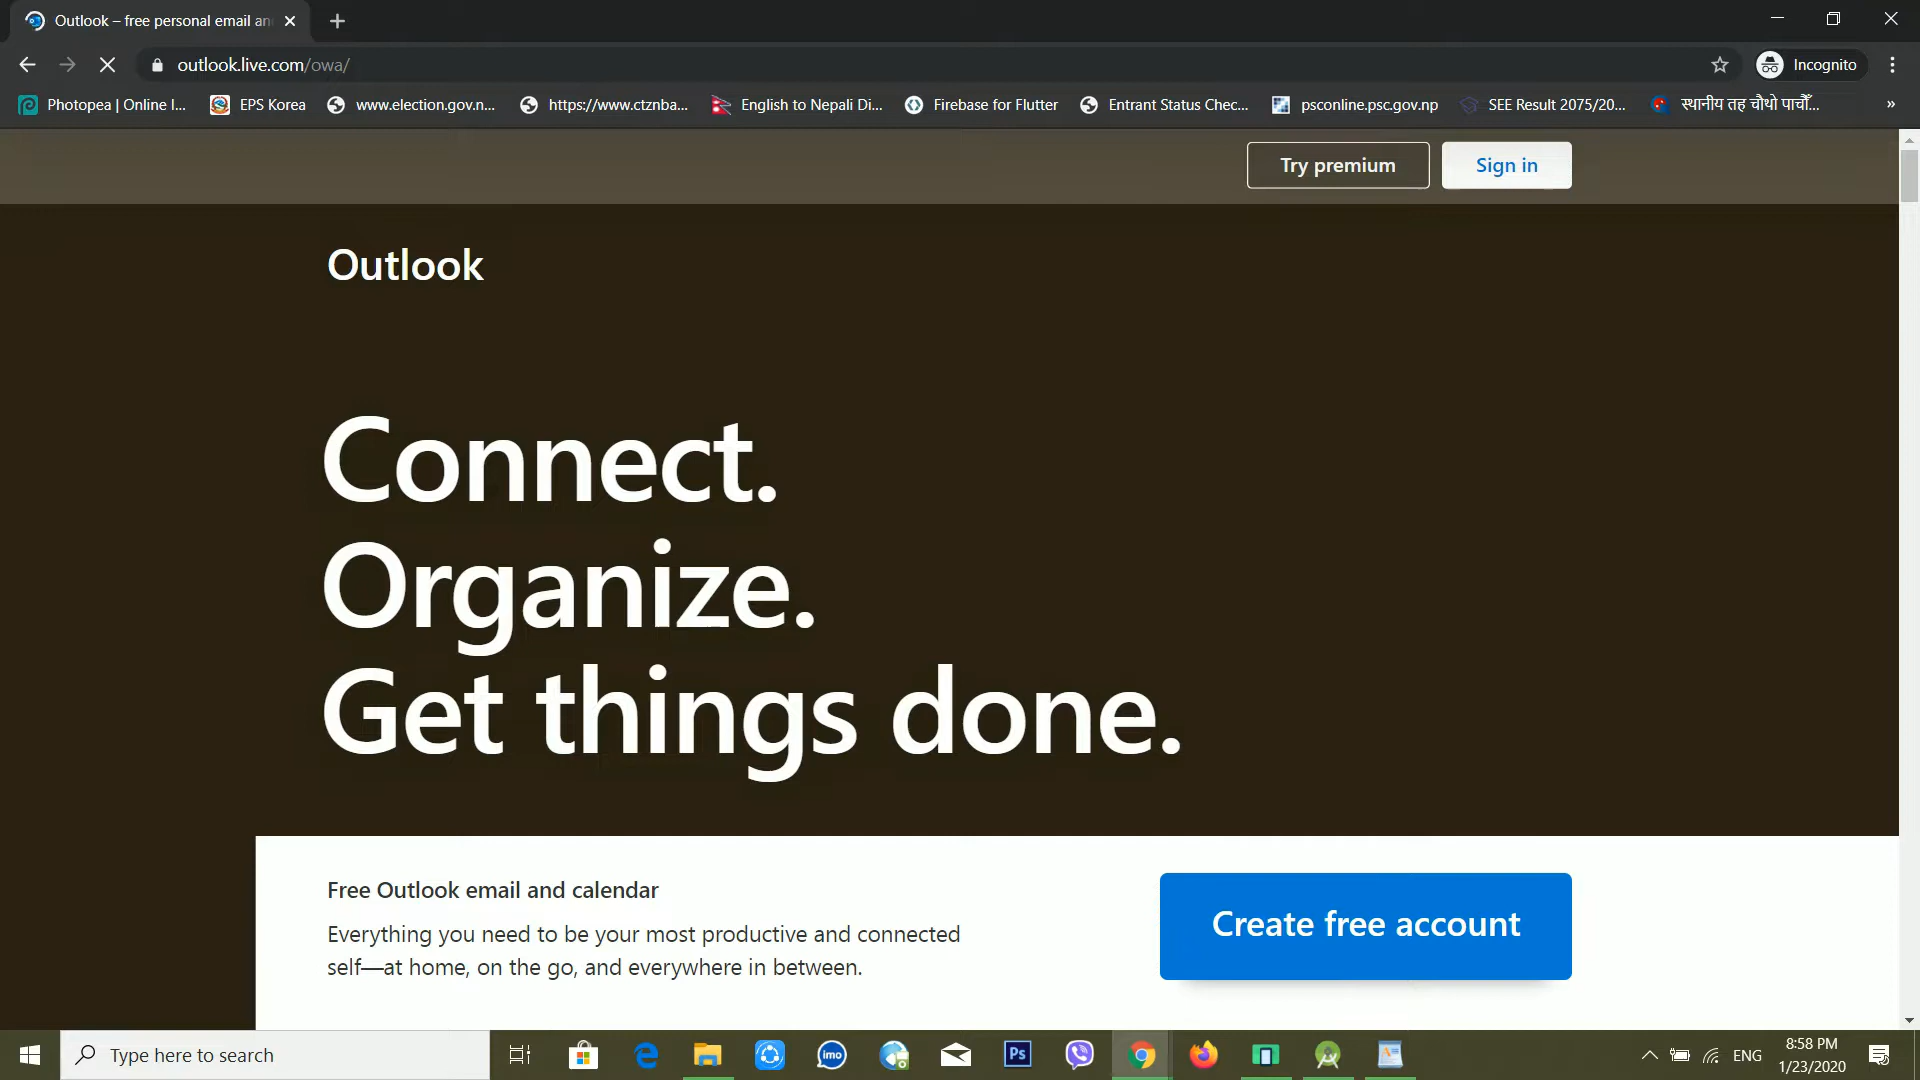 Outlook – free personal email an
outlook.live.com/owa/
Incognito
Photopea | Online I...
EPS Korea
www.election.gov.n...
https://www.ctznba...
English to Nepali Di...
Firebase for Flutter
Entrant Status Chec...
psconline.psc.gov.np
SEE Result 2075/20...
स्थानीय तह चौथो पाचौँ...
»
Try premium
Sign in
Outlook
Connect.
Organize.
Get things done.
Free Outlook email and calendar
Everything you need to be your most productive and connected
self—at home, on the go, and everywhere in between.
Create free account
Type here to search
imo
Ps
ENG
8:58 PM
1/23/2020